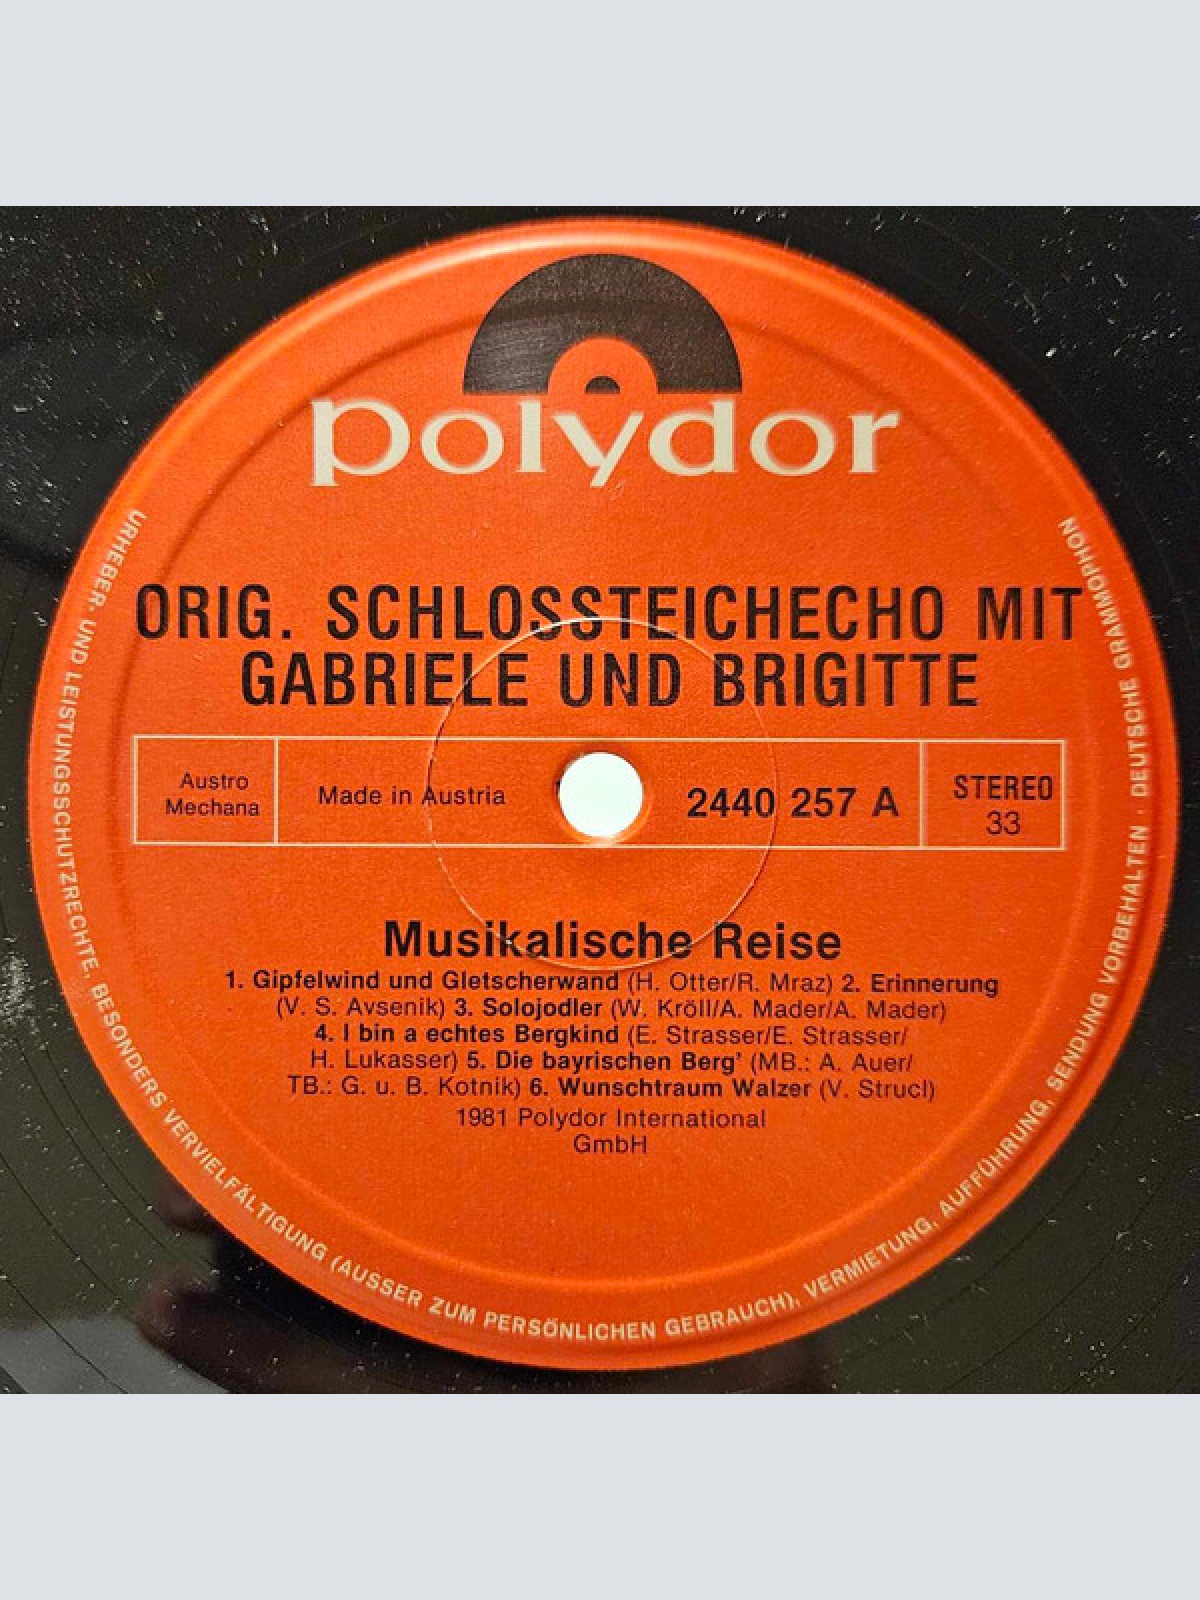 polydor
ORIG. SCHLOSSTEICHECHO MIT
GABRIELE UND BRIGITTE
Austro
Mechana
Made in Austria
2440 257 A
STEREO
33
Musikalische Reise
1. Gipfelwind und Gletscherwand (H. Otter/R. Mraz) 2. Erinnerung
(V. S. Avsenik) 3. Solojodler (W. Kröll/A. Mader/A. Mader)
4. I bin a echtes Bergkind (E. Strasser/E. Strasser/
H. Lukasser) 5. Die bayrischen Berg' (MB.: A. Auer/
TB.: G. u. B. Kotnik) 6. Wunschtraum Walzer (V. Strucl)
1981 Polydor International
GmbH
URHEBER- UND LEISTUNGSSCHUTZRECHTE, BESONDERS VERVIELFÄLTIGUNG (AUSSER ZUM PERSÖNLICHEN GEBRAUCH), VERMIETUNG, AUFFÜHRUNG, SENDUNG VORBEHALTEN · DEUTSCHE GRAMMOPHON